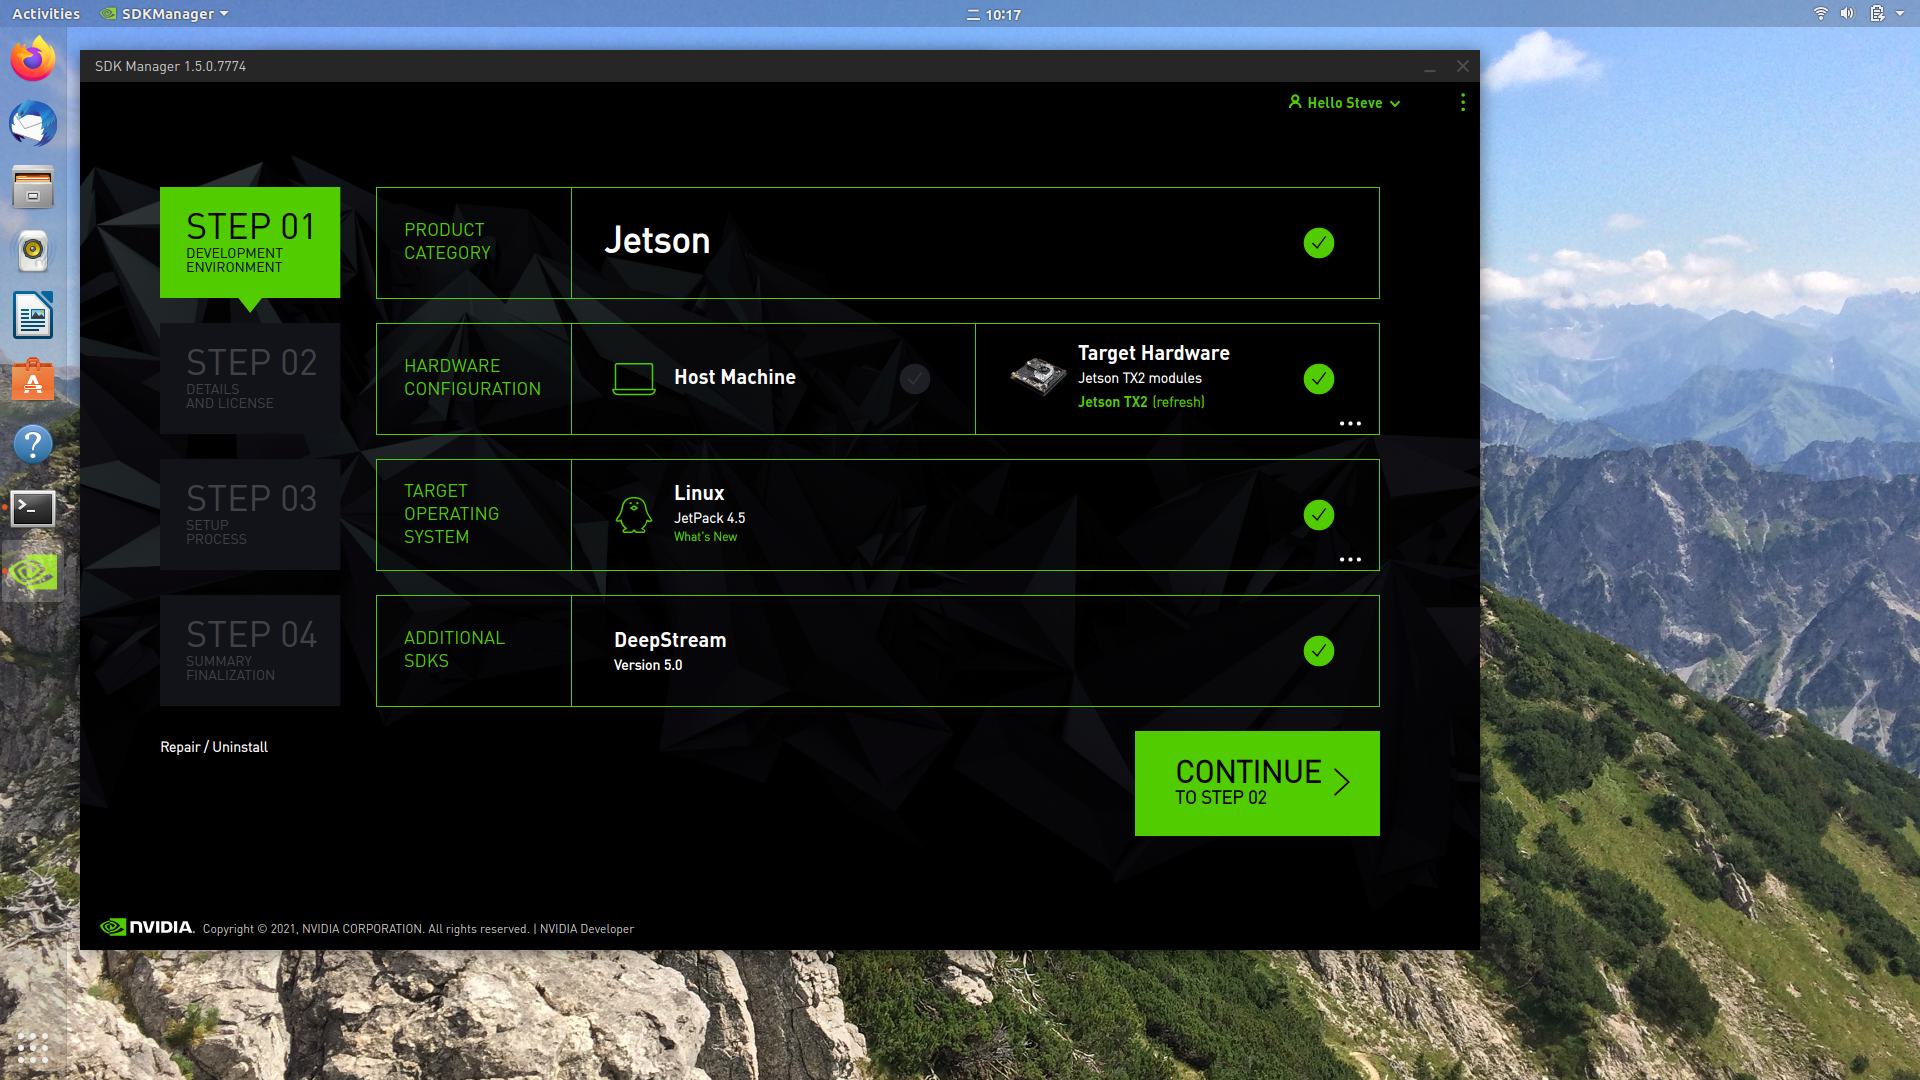 Activities
SDKManager
二 10:17
SDK Manager 1.5.0.7774
Hello Steve
STEP 01
DEVELOPMENT
ENVIRONMENT
PRODUCT
CATEGORY
Jetson
STEP 02
DETAILS
AND LICENSE
HARDWARE
CONFIGURATION
Host Machine
Target Hardware
Jetson TX2 modules
Jetson TX2 (refresh)
STEP 03
SETUP
PROCESS
TARGET
OPERATING
SYSTEM
Linux
JetPack 4.5
What's New
STEP 04
SUMMARY
FINALIZATION
ADDITIONAL
SDKS
DeepStream
Version 5.0
Repair / Uninstall
CONTINUE
TO STEP 02
NVIDIA. Copyright © 2021, NVIDIA CORPORATION. All rights reserved. | NVIDIA Developer